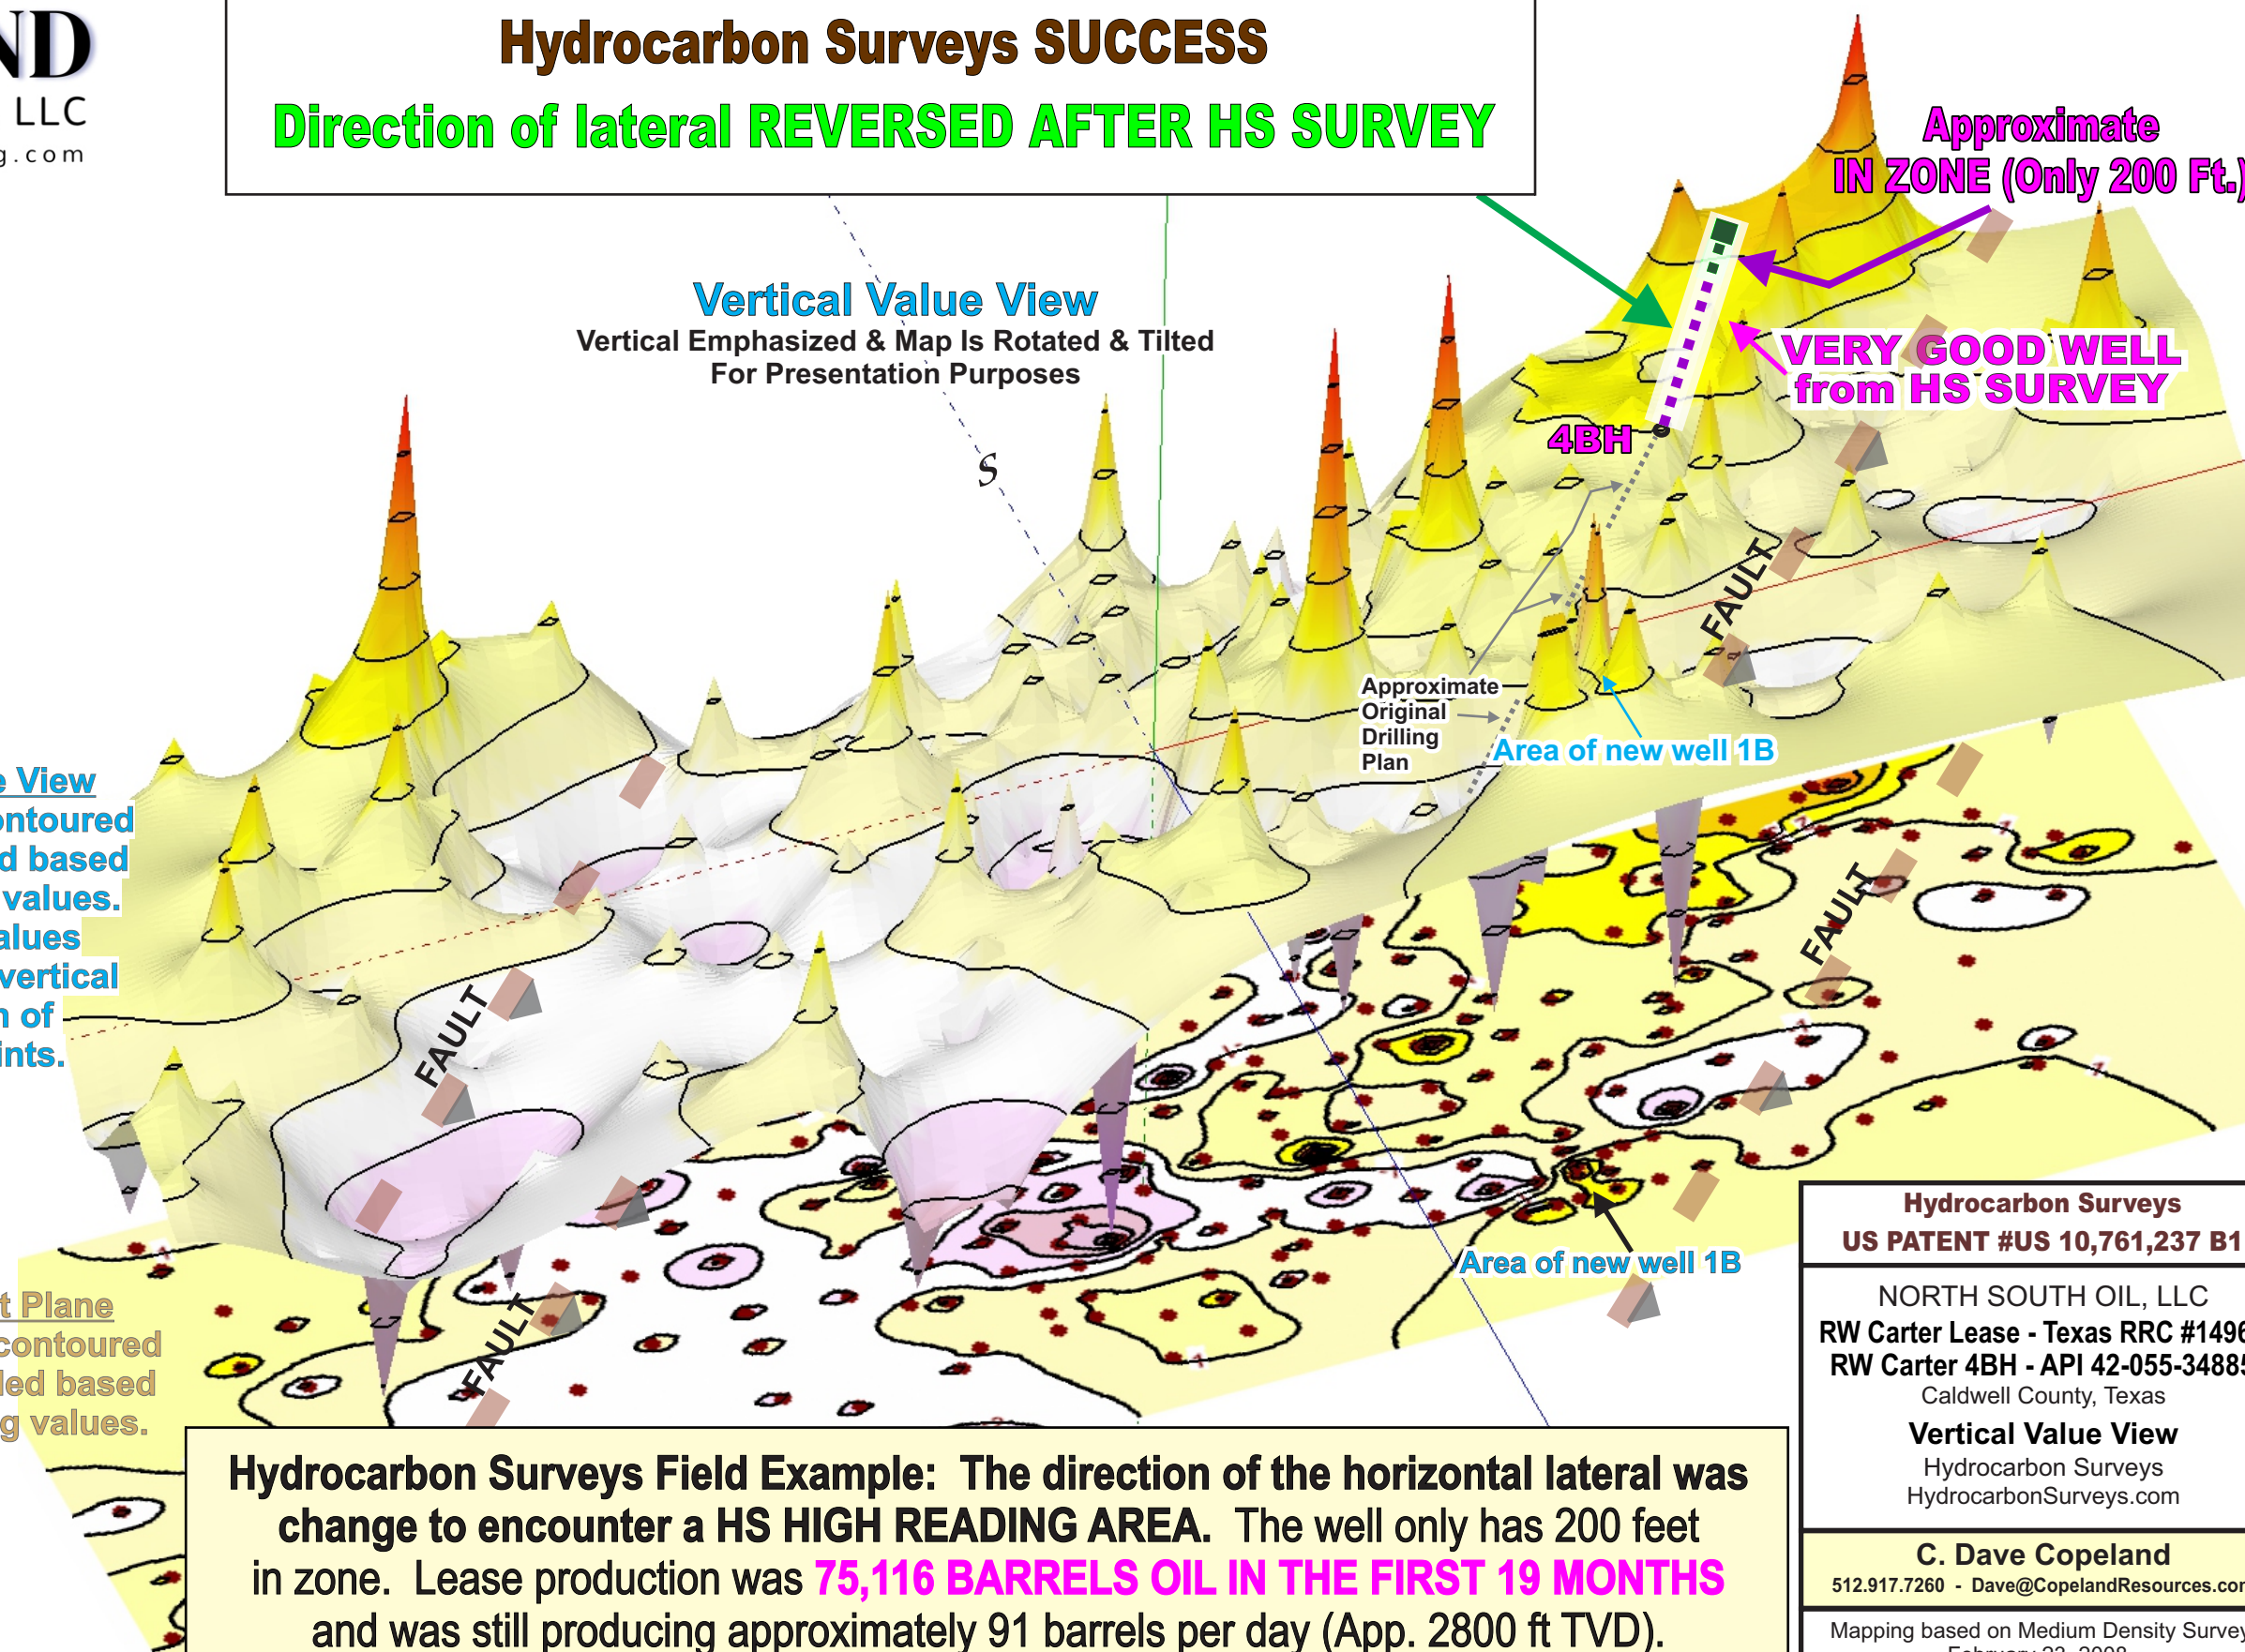 ND
LLC
g.com
Hydrocarbon Surveys SUCCESS
Direction of lateral REVERSED AFTER HS SURVEY
Approximate
IN ZONE (Only 200 Ft.)
Vertical Value View
Vertical Emphasized & Map Is Rotated & Tilted
For Presentation Purposes
VERY GOOD WELL
from HS SURVEY
4BH
S
FAULT
Approximate
Original
Drilling
Plan
Area of new well 1B
e View
ontoured
d based
values.
alues
vertical
n of
ints.
FAULT
FAULT
Area of new well 1B
t Plane
contoured
led based
g values.
FAULT
Hydrocarbon Surveys
US PATENT #US 10,761,237 B1
NORTH SOUTH OIL, LLC
RW Carter Lease - Texas RRC #1496
RW Carter 4BH - API 42-055-34885
Caldwell County, Texas
Vertical Value View
Hydrocarbon Surveys
HydrocarbonSurveys.com
C. Dave Copeland
512.917.7260 - Dave@CopelandResources.com
Mapping based on Medium Density Survey
Hydrocarbon Surveys Field Example: The direction of the horizontal lateral was
change to encounter a HS HIGH READING AREA. The well only has 200 feet
in zone. Lease production was 75,116 BARRELS OIL IN THE FIRST 19 MONTHS
and was still producing approximately 91 barrels per day (App. 2800 ft TVD).